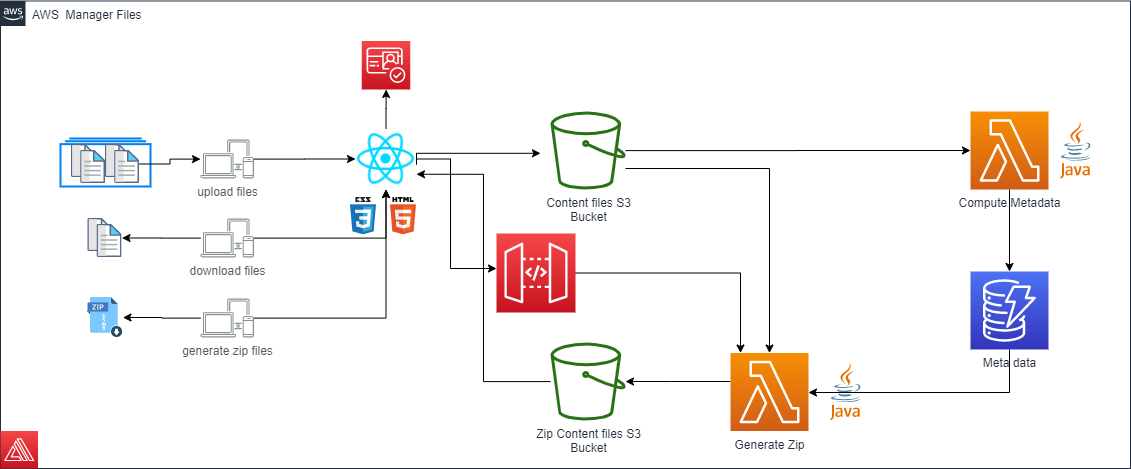 aws
AWS Manager Files
upload files
CSS
3
HTML
5
Content files S3
Bucket
Java
Compute Metadata
download files
</>
ZIP
generate zip files
Meta data
Zip Content files S3
Bucket
Generate Zip
Java